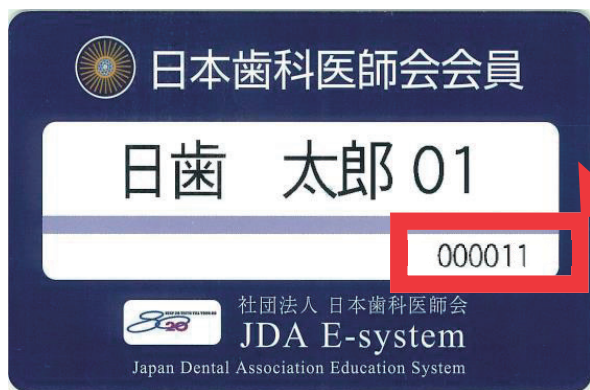 日本歯科医師会会員
日歯 太郎 01
000011
8020
社団法人 日本歯科医師会
JDA E-system
Japan Dental Association Education System